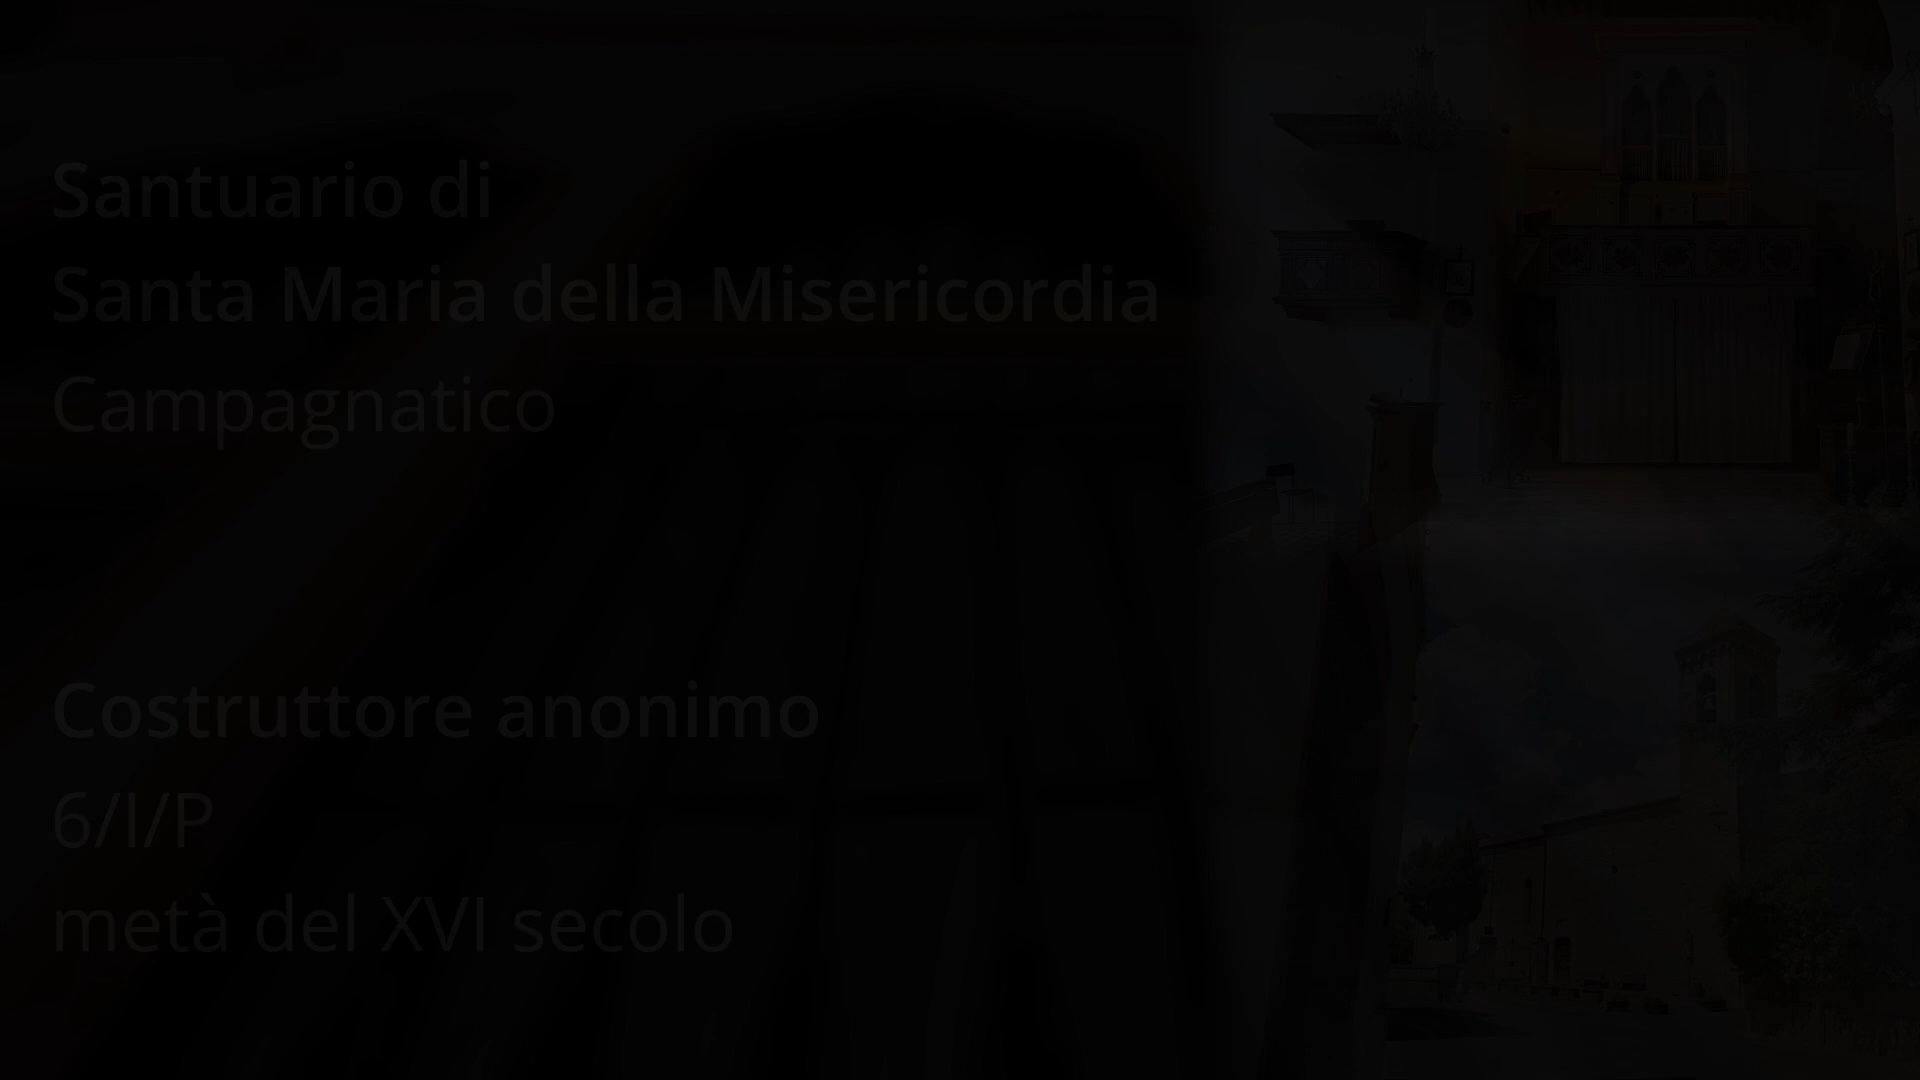 Santuario di
Santa Maria della Misericordia
Campagnatico
Costruttore anonimo
6/I/P
metà del XVI secolo